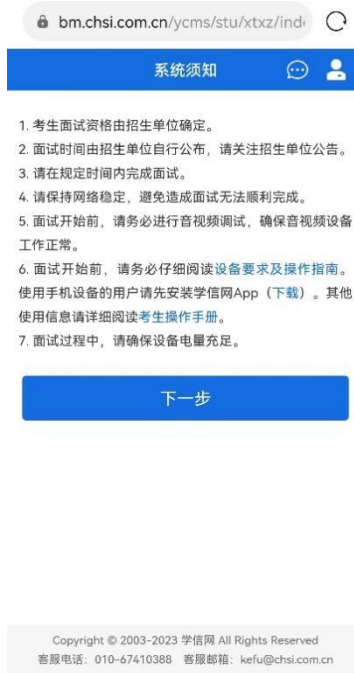 bm.chsi.com.cn/ycms/stu/xtxz/ind
系统须知
1. 考生面试资格由招生单位确定。
2. 面试时间由招生单位自行公布，请关注招生单位公告。
3. 请在规定时间内完成面试。
4. 请保持网络稳定，避免造成面试无法顺利完成。
5. 面试开始前，请务必进行音视频调试，确保音视频设备
工作正常。
6. 面试开始前，请务必仔细阅读设备要求及操作指南。
使用手机设备的用户请先安装学信网App（下载）。其他
使用信息请详细阅读考生操作手册。
7. 面试过程中，请确保设备电量充足。
下一步
Copyright © 2003-2023 学信网 All Rights Reserved
客服电话：010-67410388 客服邮箱：kefu@chsi.com.cn